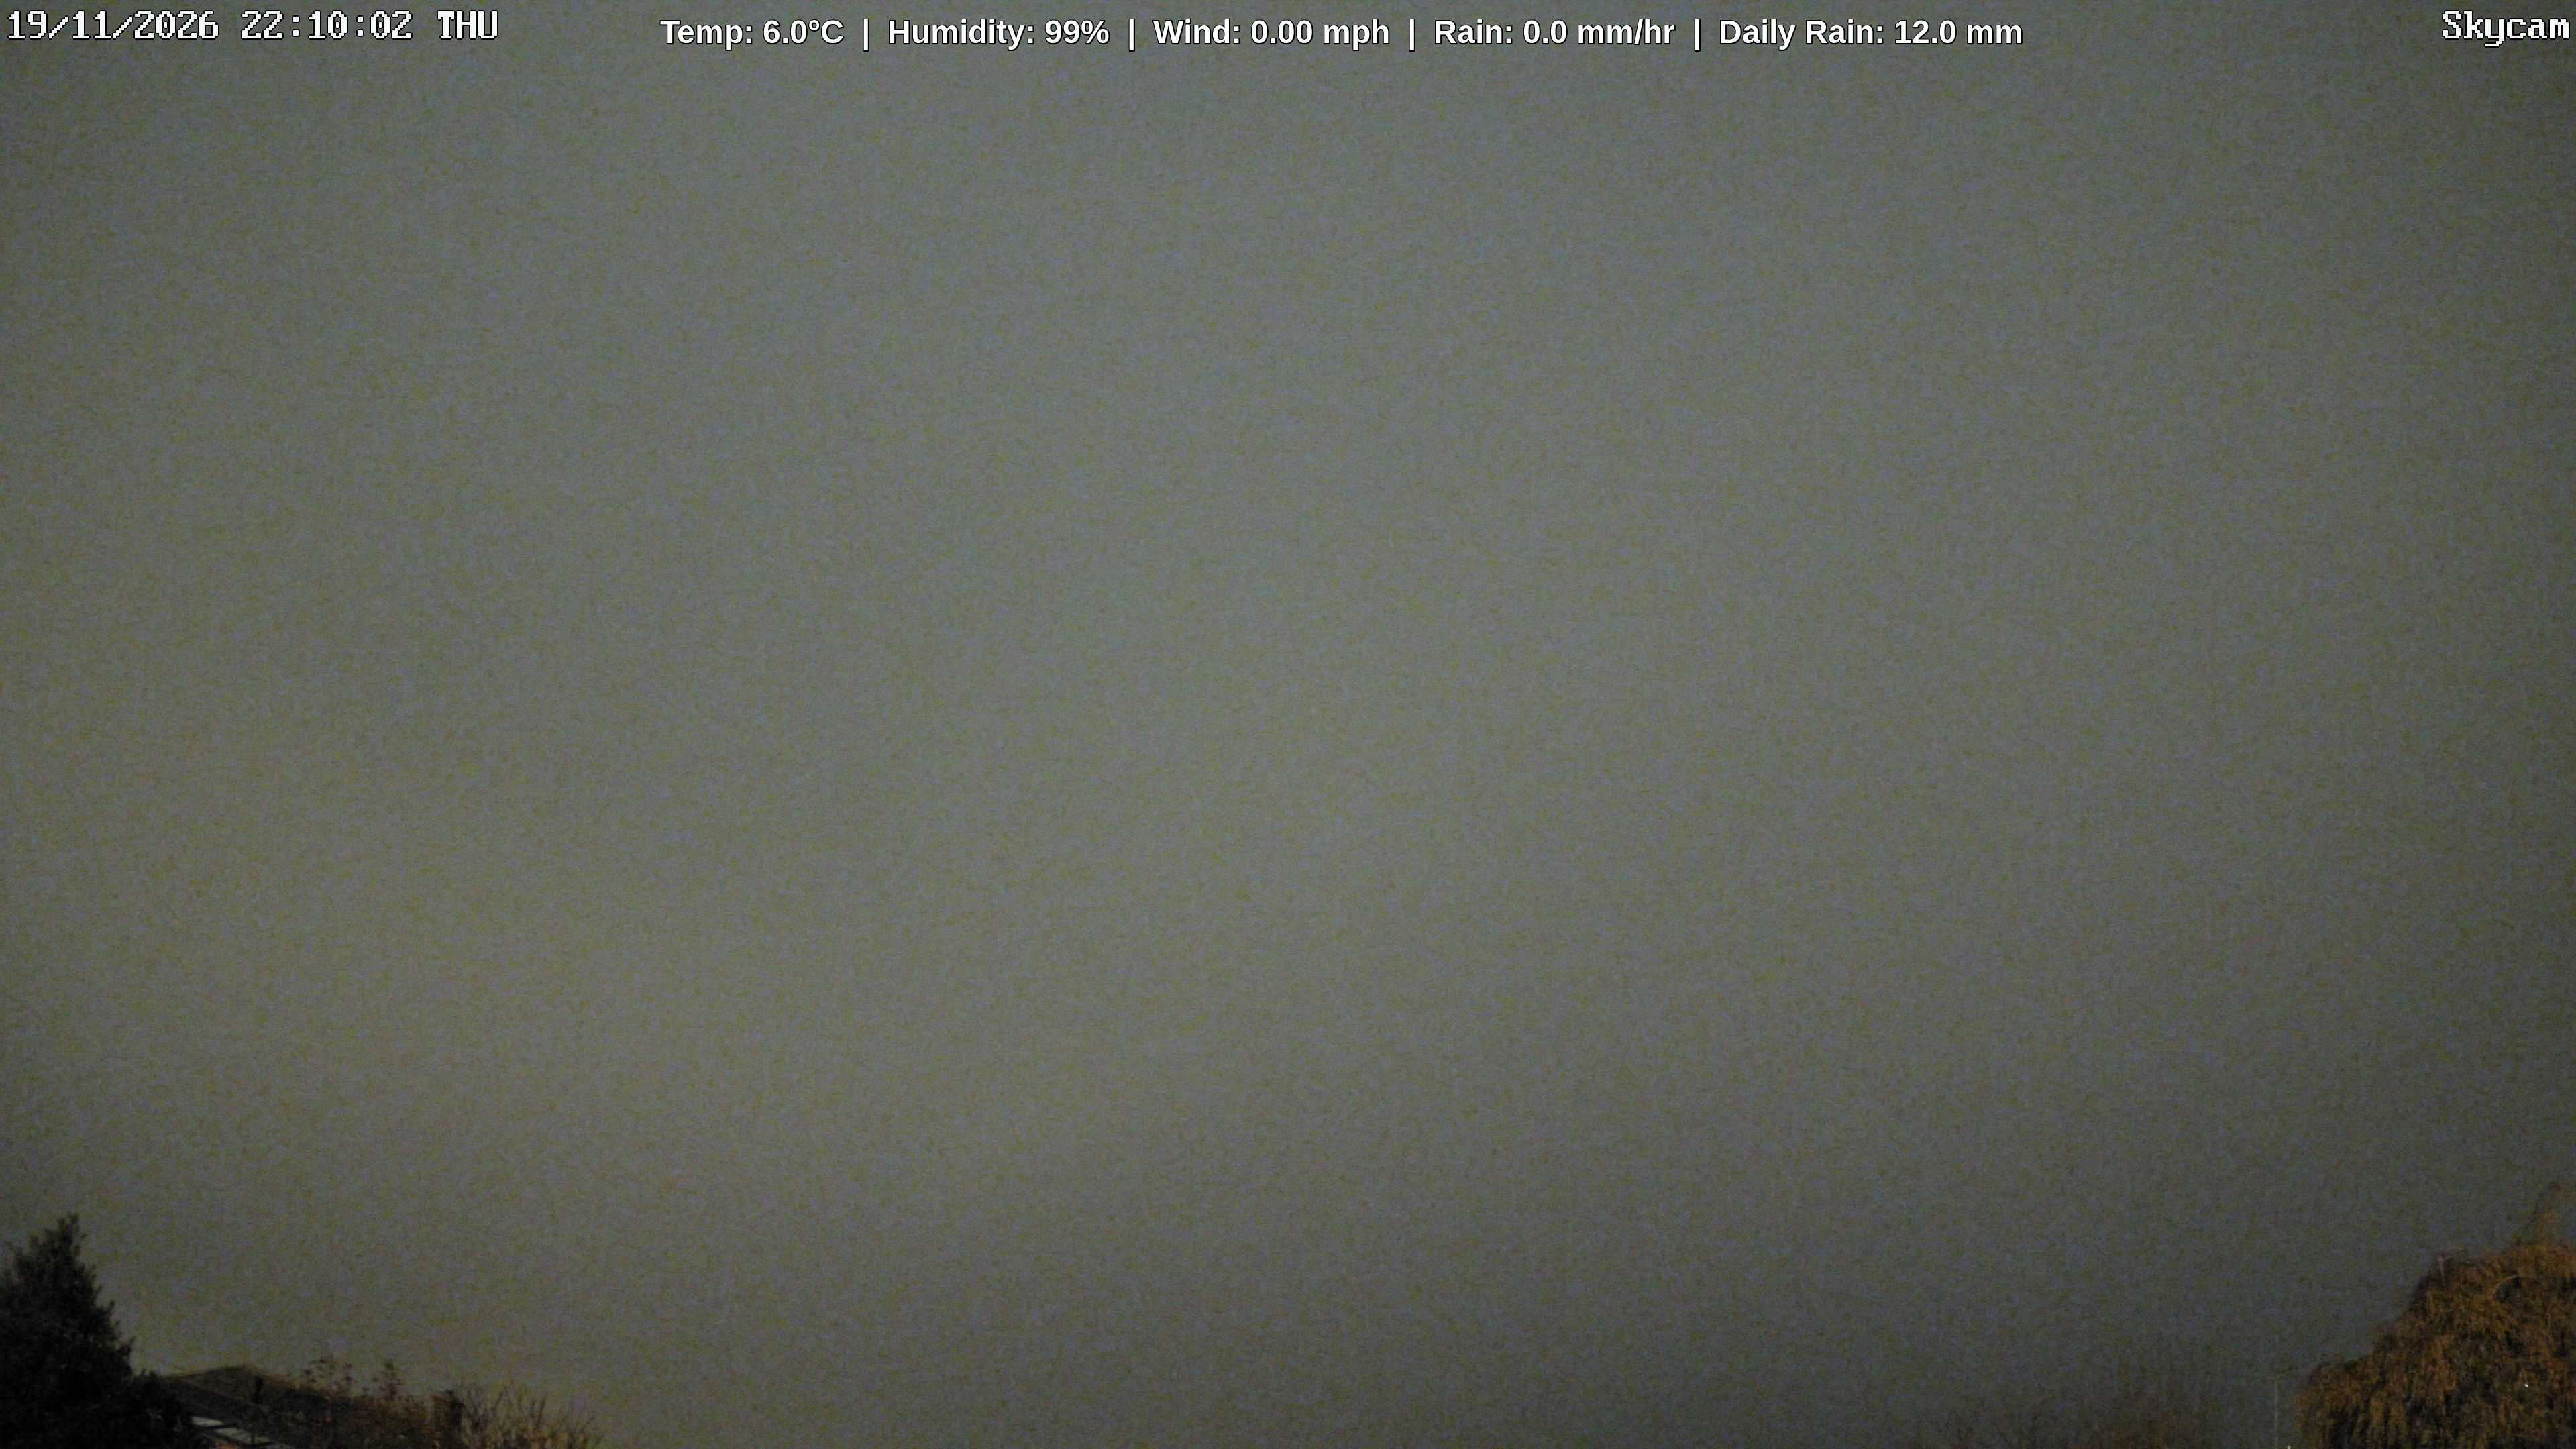 19/11/2026 22:10:02 THU
Temp: 6.0°C | Humidity: 99% | Wind: 0.00 mph | Rain: 0.0 mm/hr | Daily Rain: 12.0 mm
Skycam